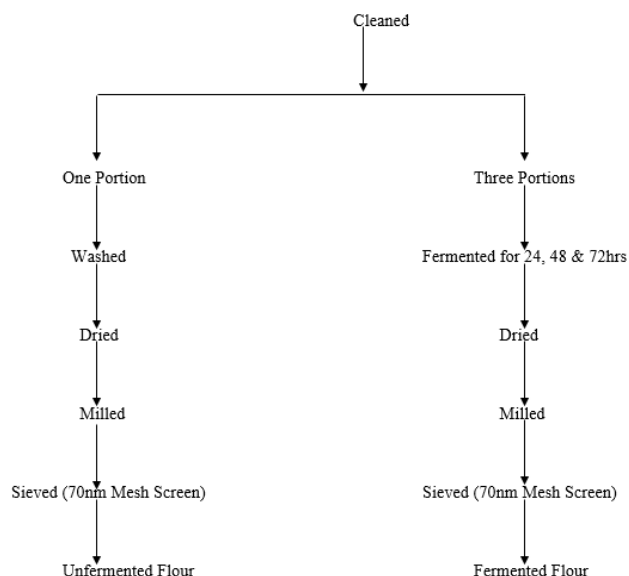 Cleaned
One Portion
Three Portions
Washed
Fermented for 24, 48 & 72hrs
Dried
Dried
Milled
Milled
Sieved (70nm Mesh Screen)
Sieved (70nm Mesh Screen)
Unfermented Flour
Fermented Flour